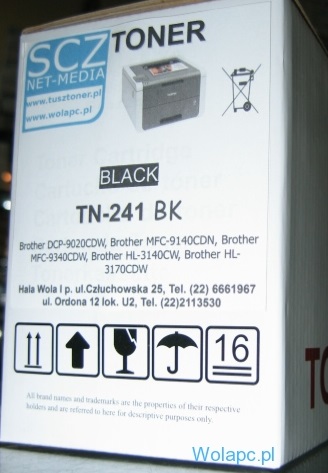 SCZ
NET-MEDIA
www.tusztoner.pl
www.wolapc.pl
TONER
BLACK
TN-241 BK
Brother DCP-9020CDW, Brother MFC-9140CDN, Brother
MFC-9340CDW, Brother HL-3140CW, Brother HL-
3170CDW
Hala Wola I p. ul.Człuchowska 25, Tel. (22) 6661967
ul. Ordona 12 lok. U2, Tel. (22)2113530
16
All brand names and trademarks are the properties of their respective
holders and are referred to here for descriptive purposes only.
TO
Wolapc.pl